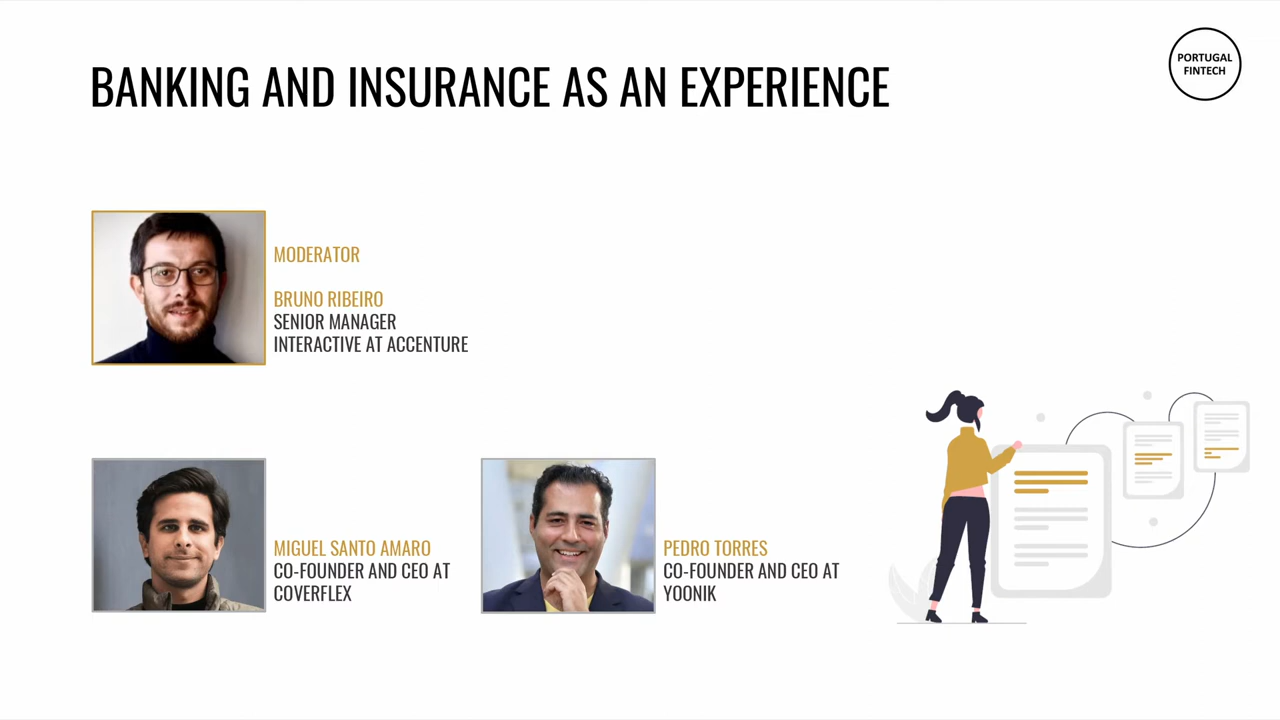 BANKING AND INSURANCE AS AN EXPERIENCE
PORTUGAL
FINTECH
MODERATOR
BRUNO RIBEIRO
SENIOR MANAGER
INTERACTIVE AT ACCENTURE
MIGUEL SANTO AMARO
CO-FOUNDER AND CEO AT
COVERFLEX
PEDRO TORRES
CO-FOUNDER AND CEO AT
YOONIK